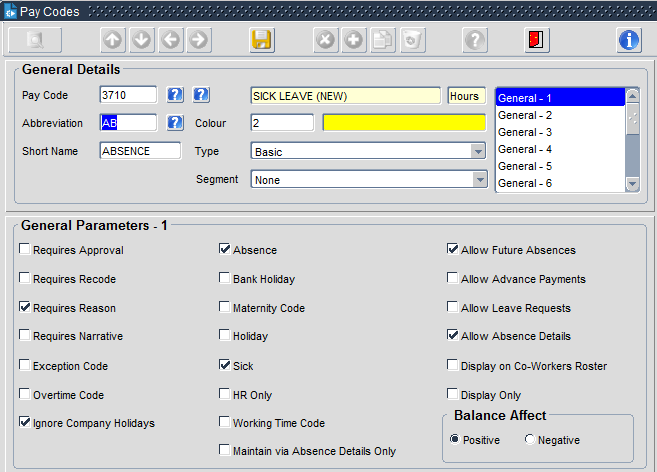 Pay Codes
General Details
Pay Code 3710 ? ? SICK LEAVE (NEW) Hours
Abbreviation AB ? Colour 2
Short Name ABSENCE Type Basic
Segment None
General - 1
General - 2
General - 3
General - 4
General - 5
General - 6
General Parameters - 1
Requires Approval
Requires Recode
Requires Reason
Requires Narrative
Exception Code
Overtime Code
Ignore Company Holidays
Absence
Bank Holiday
Maternity Code
Holiday
Sick
HR Only
Working Time Code
Maintain via Absence Details Only
Allow Future Absences
Allow Advance Payments
Allow Leave Requests
Allow Absence Details
Display on Co-Workers Roster
Display Only
Balance Affect
Positive Negative